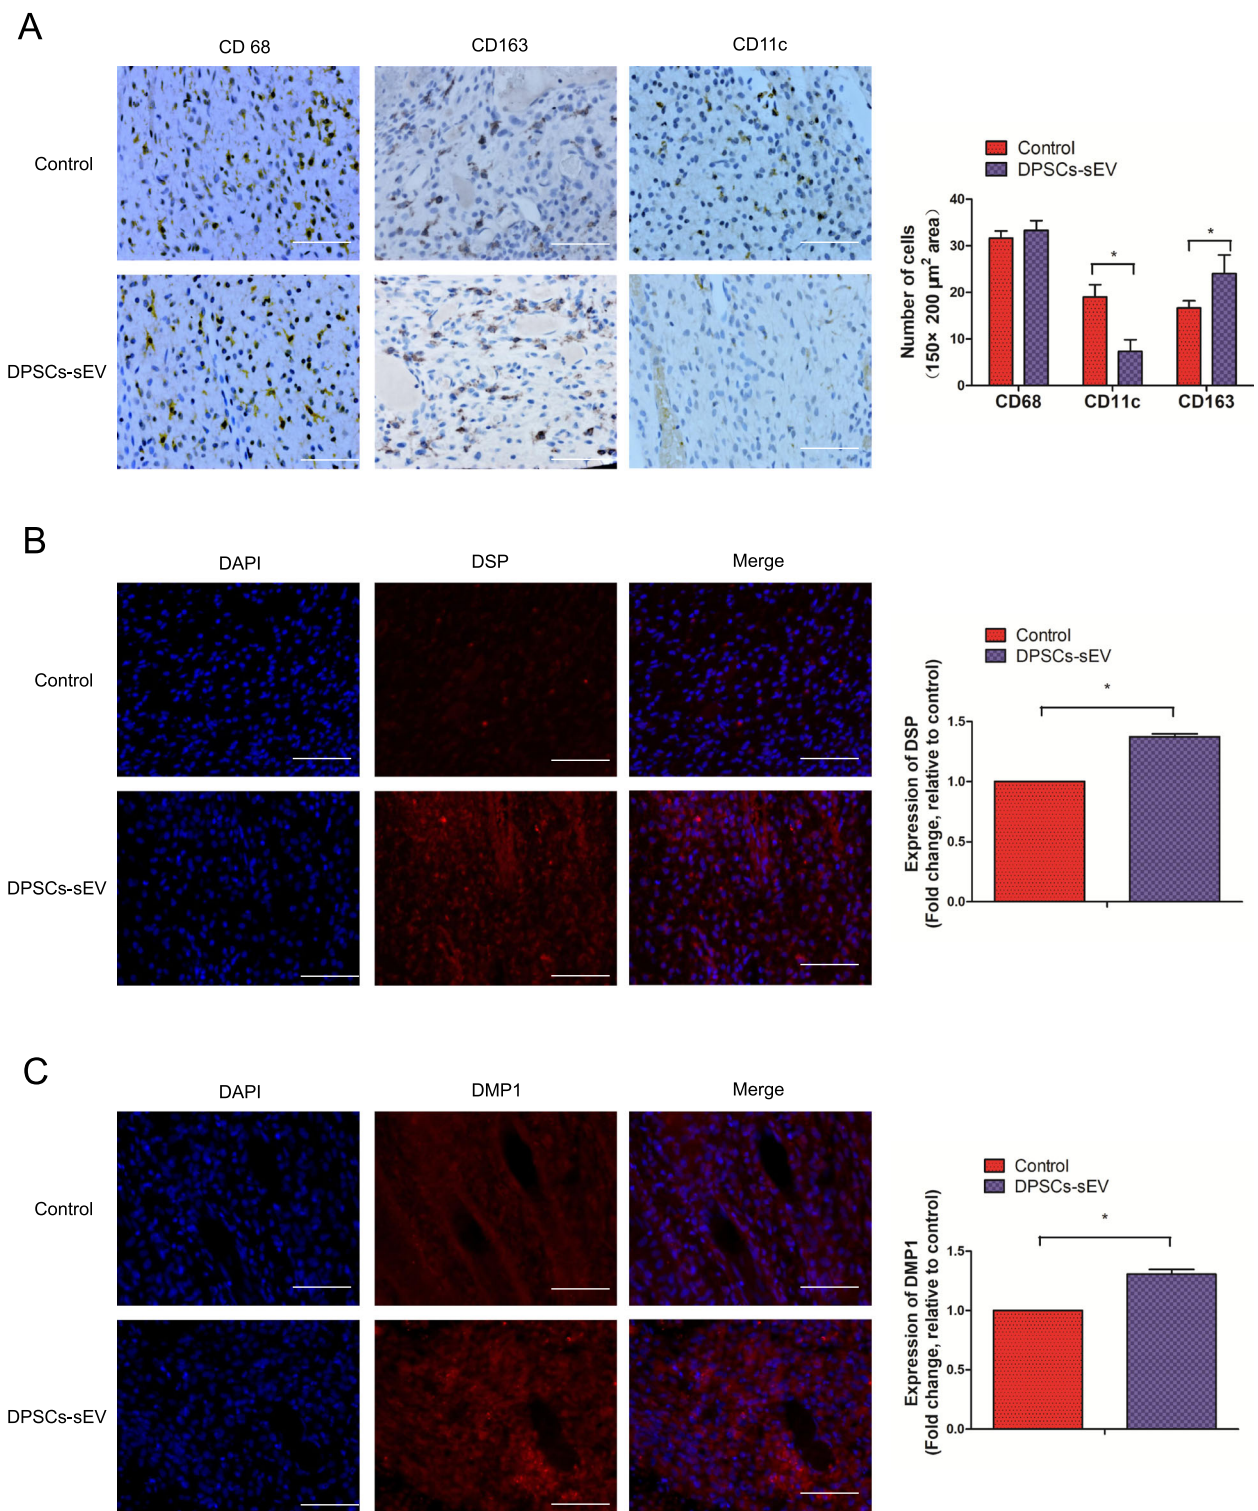 A
CD 68
CD163
CD11c
Control
DPSCs-sEV
Control
DPSCs-sEV
Number of cells
(150× 200 μm² area)
40
30
20
10
0
*
*
CD68
CD11c
CD163
B
DAPI
DSP
Merge
Control
DPSCs-sEV
Control
DPSCs-sEV
Expression of DSP
(Fold change, relative to control)
*
1.5
1.0
0.5
0.0
C
DAPI
DMP1
Merge
Control
DPSCs-sEV
Control
DPSCs-sEV
Expression of DMP1
(Fold change, relative to control)
*
1.5
1.0
0.5
0.0